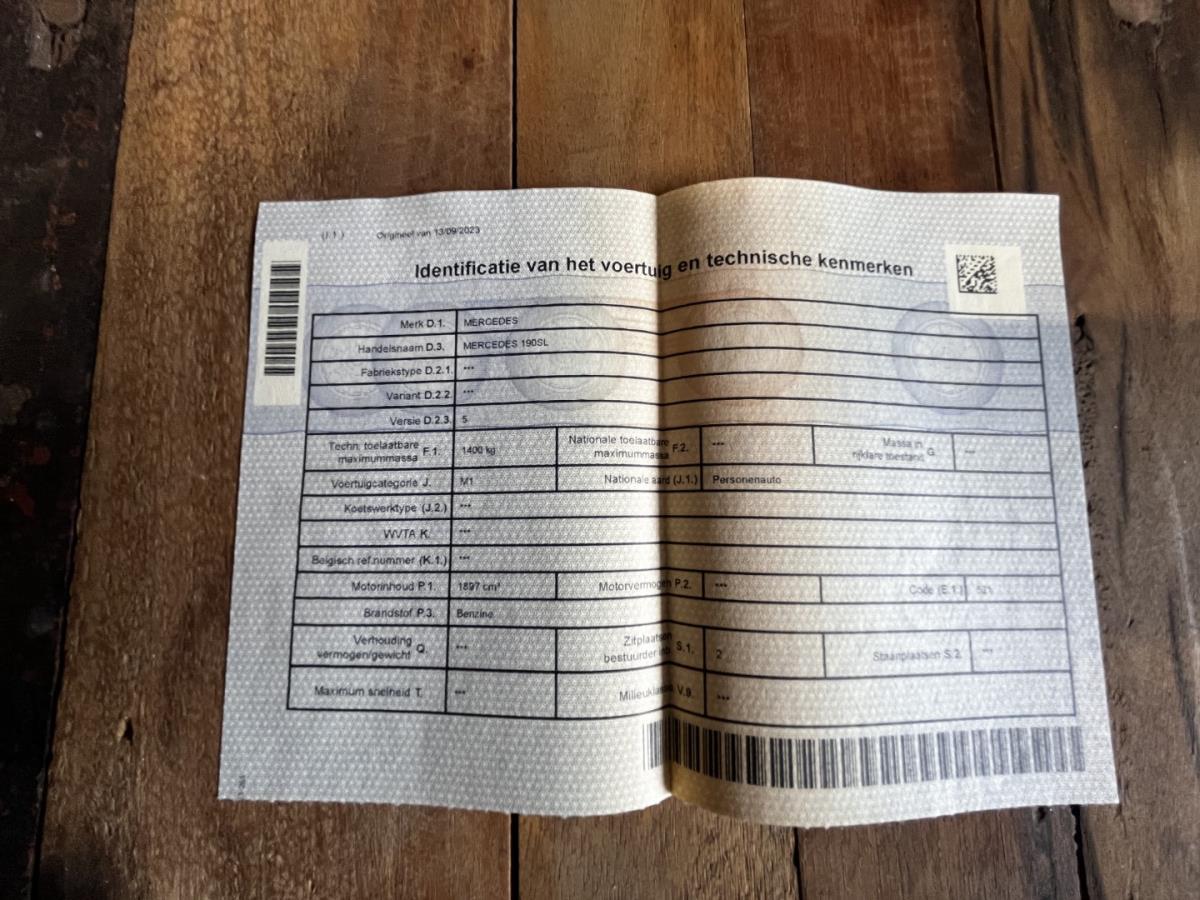 (I.1.) Origineel van 13/09/2023
Identificatie van het voertuig en technische kenmerken
Merk D.1. MERCEDES
Handelsnaam D.3. MERCEDES 190SL
Fabriekstype D.2.1. ***
Variant D.2.2. ***
Versie D.2.3. 5
Techn. toelaatbare maximummassa F.1. 1400 kg Nationale toelaatbare maximummassa F.2. *** Massa in rijklare toestand G. ***
Voertuigcategorie J. M1 Nationale aard (J.1.) Personenauto
Koetswerktype (J.2.) ***
WVTA K. ***
Belgisch ref.nummer (K.1.) ***
Motorinhoud P.1. 1897 cm³ Motorvermogen P.2. *** Code (E.1.)
Brandstof P.3. Benzine
Verhouding vermogen/gewicht Q. *** Zitplaatsen bestuurder inb. S.1. 2 Staanplaatsen S.2. ***
Maximum snelheid T. *** Milieuklasse V.9. ***